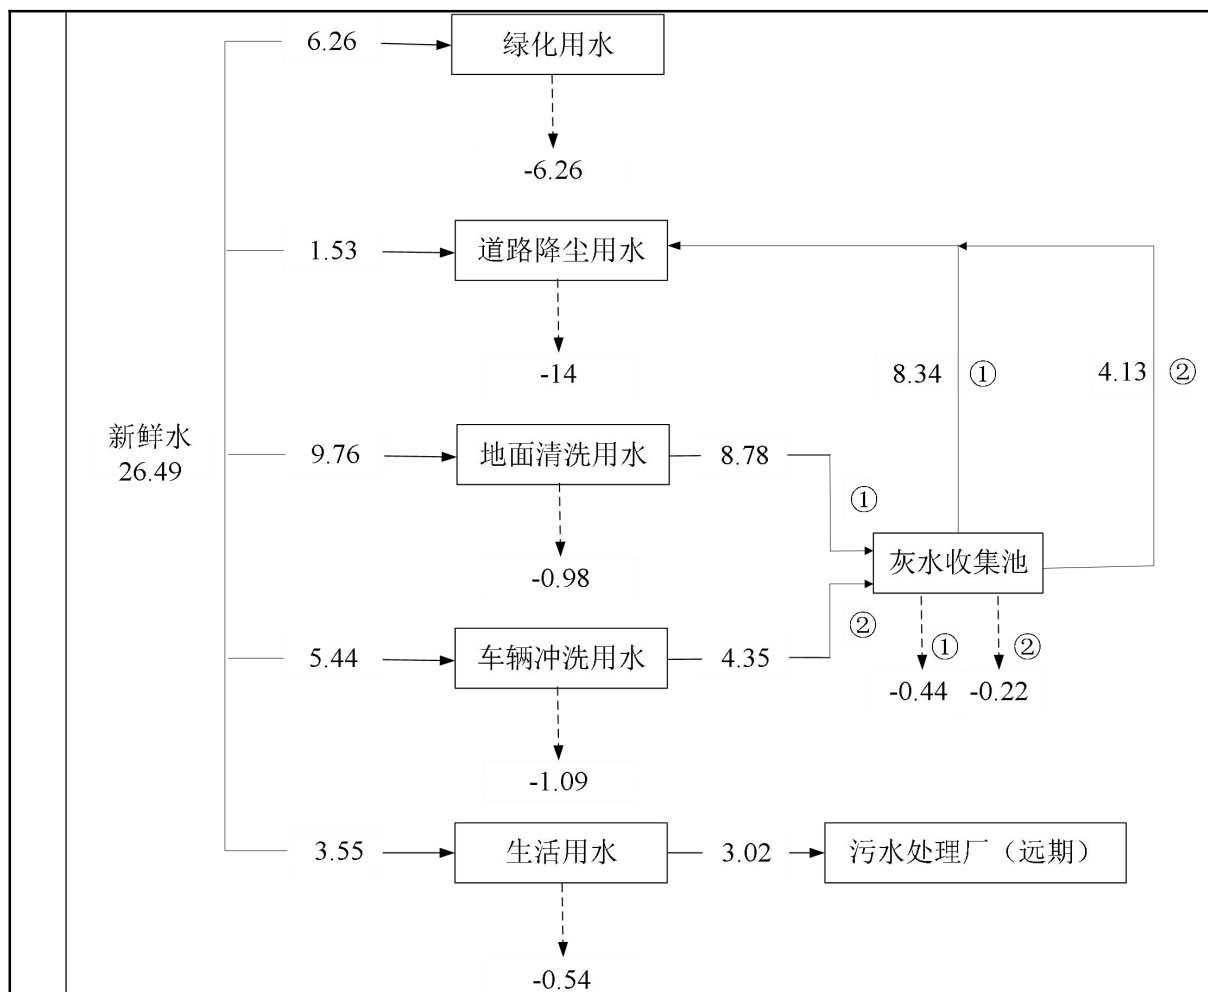 6.26 绿化用水
-6.26
1.53 道路降尘用水
-14
8.34 ① 4.13 ②
新鲜水
26.49
9.76 地面清洗用水 8.78
①
灰水收集池
-0.98
②
5.44 车辆冲洗用水 4.35
① ②
-0.44 -0.22
-1.09
3.55 生活用水 3.02 污水处理厂（远期）
-0.54